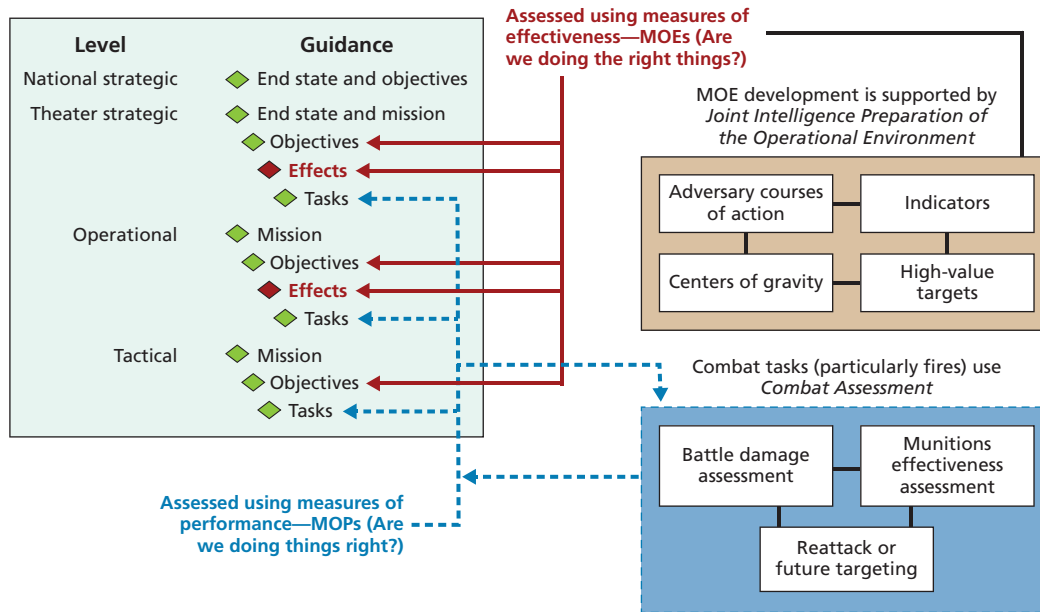 Level Guidance
National strategic End state and objectives
Theater strategic End state and mission
Objectives
Effects
Tasks
Operational Mission
Objectives
Effects
Tasks
Tactical Mission
Objectives
Tasks
Assessed using measures of
effectiveness—MOEs (Are
we doing the right things?)
MOE development is supported by
Joint Intelligence Preparation of
the Operational Environment
Adversary courses
of action
Indicators
Centers of gravity
High-value
targets
Combat tasks (particularly fires) use
Combat Assessment
Battle damage
assessment
Munitions
effectiveness
assessment
Reattack or
future targeting
Assessed using measures of
performance—MOPs (Are
we doing things right?)